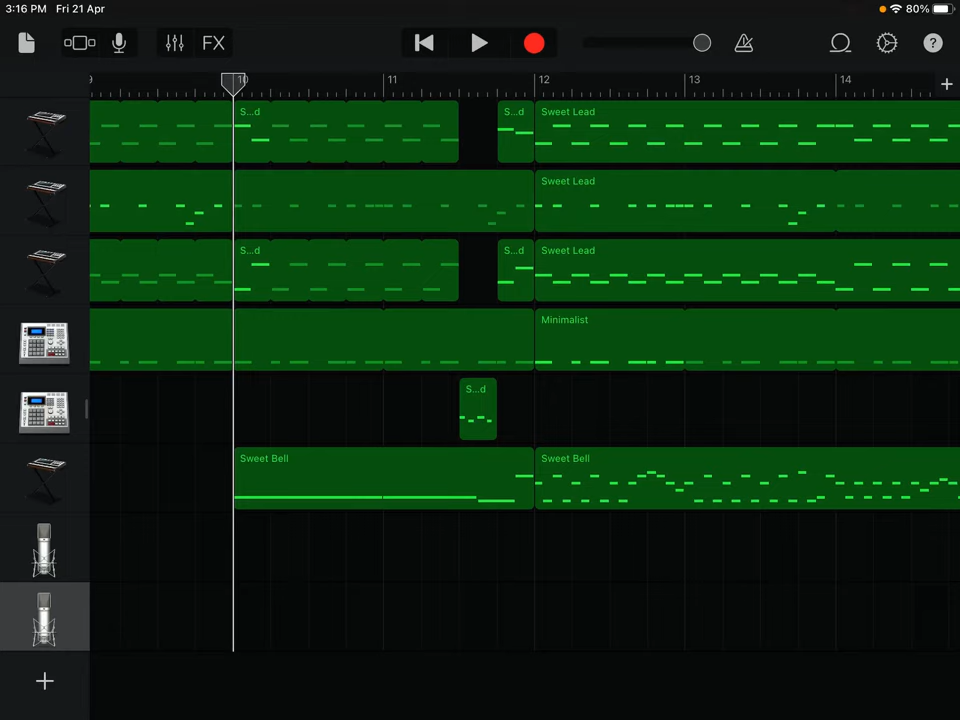 3:16 PM Fri 21 Apr 80%
FX ?
9 10 11 12 13 14 +
S...d S...d Sweet Lead
Sweet Lead
S...d S...d Sweet Lead
Minimalist
S...d
Sweet Bell Sweet Bell
+